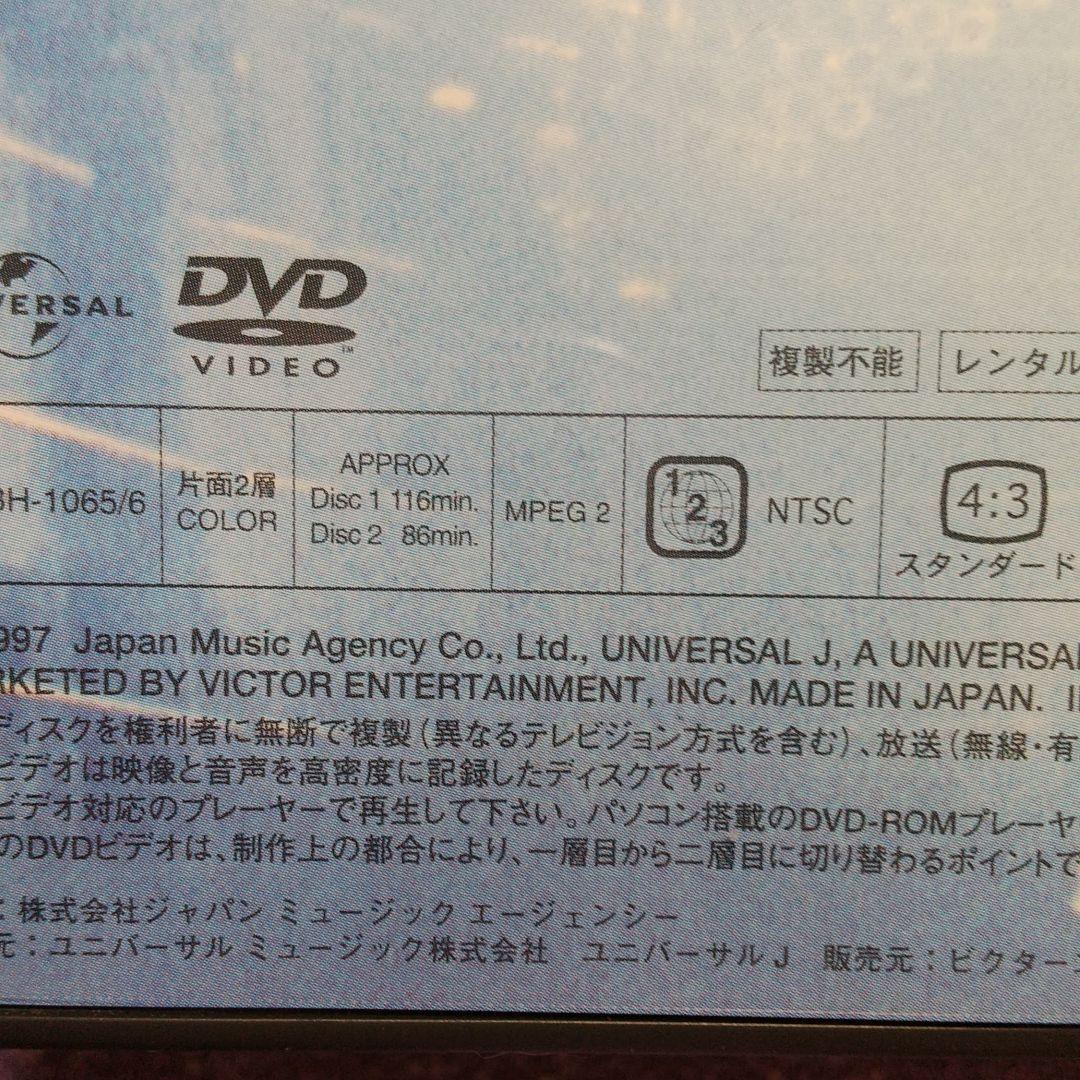 VERSAL
DVD
VIDEO
TM
複製不能
レンタル
BH-1065/6
片面2層
COLOR
APPROX
Disc 1 116min.
Disc 2 86min.
MPEG 2
1
2
3
NTSC
4:3
スタンダード
997 Japan Music Agency Co., Ltd., UNIVERSAL J, A UNIVERSAL
RKETED BY VICTOR ENTERTAINMENT, INC. MADE IN JAPAN.
ディスクを権利者に無断で複製(異なるテレビジョン方式を含む)、放送(無線・有
ビデオは映像と音声を高密度に記録したディスクです。
ビデオ対応のプレーヤーで再生して下さい。パソコン搭載のDVD-ROMプレーヤ
のDVDビデオは、制作上の都合により、一層目から二層目に切り替わるポイントで
:株式会社ジャパン ミュージック エージェンシー
元:ユニバーサル ミュージック株式会社 ユニバーサル J 販売元:ビクター